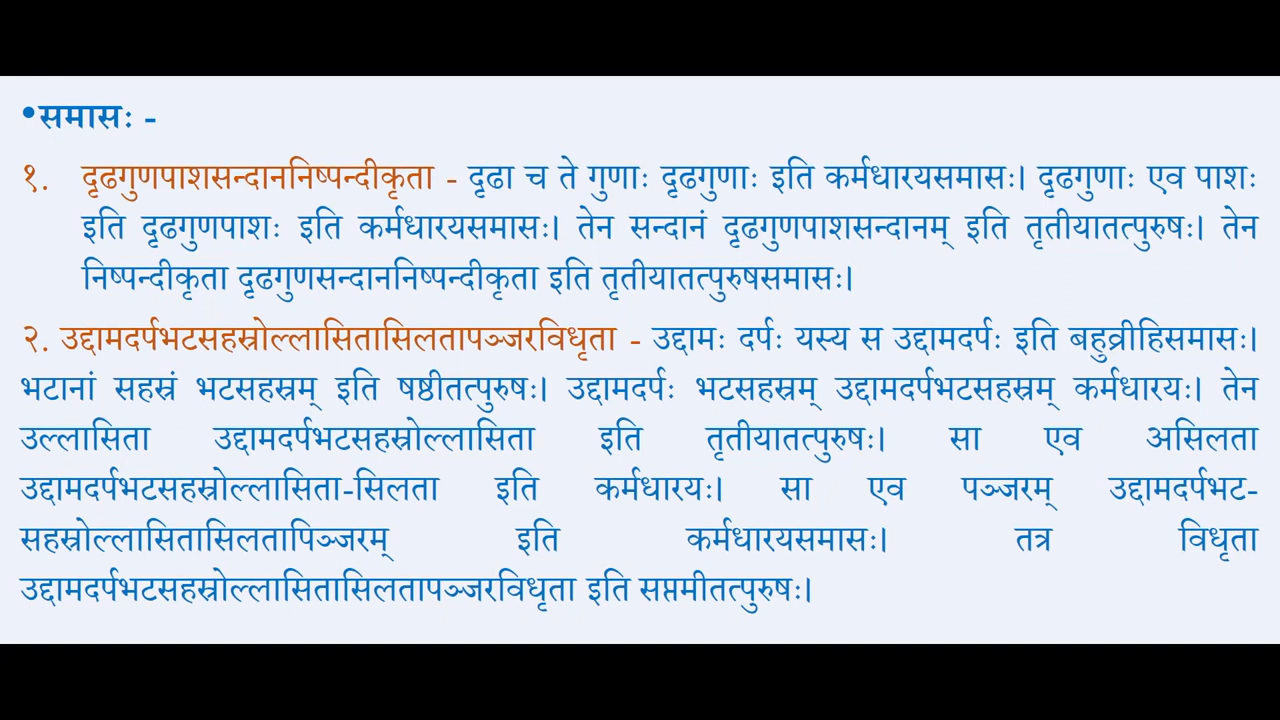 •समासः -
१. दृढगुणपाशसन्दाननिष्पन्दीकृता - दृढा च ते गुणाः दृढगुणाः इति कर्मधारयसमासः। दृढगुणाः एव पाशः
इति दृढगुणपाशः इति कर्मधारयसमासः। तेन सन्दानं दृढगुणपाशसन्दानम् इति तृतीयातत्पुरुषः। तेन
निष्पन्दीकृता दृढगुणसन्दाननिष्पन्दीकृता इति तृतीयातत्पुरुषसमासः।
२. उद्दामदर्पभटसहस्रोल्लासितासिलतापञ्जरविधृता - उद्दामः दर्पः यस्य स उद्दामदर्पः इति बहुव्रीहिसमासः।
भटानां सहस्रं भटसहस्रम् इति षष्ठीतत्पुरुषः। उद्दामदर्पः भटसहस्रम् उद्दामदर्पभटसहस्रम् कर्मधारयः। तेन
उल्लासिता उद्दामदर्पभटसहस्रोल्लासिता इति तृतीयातत्पुरुषः। सा एव असिलता
उद्दामदर्पभटसहस्रोल्लासिता-सिलता इति कर्मधारयः। सा एव पञ्जरम् उद्दामदर्पभट-
सहस्रोल्लासितासिलतापिञ्जरम् इति कर्मधारयसमासः। तत्र विधृता
उद्दामदर्पभटसहस्रोल्लासितासिलतापञ्जरविधृता इति सप्तमीतत्पुरुषः।